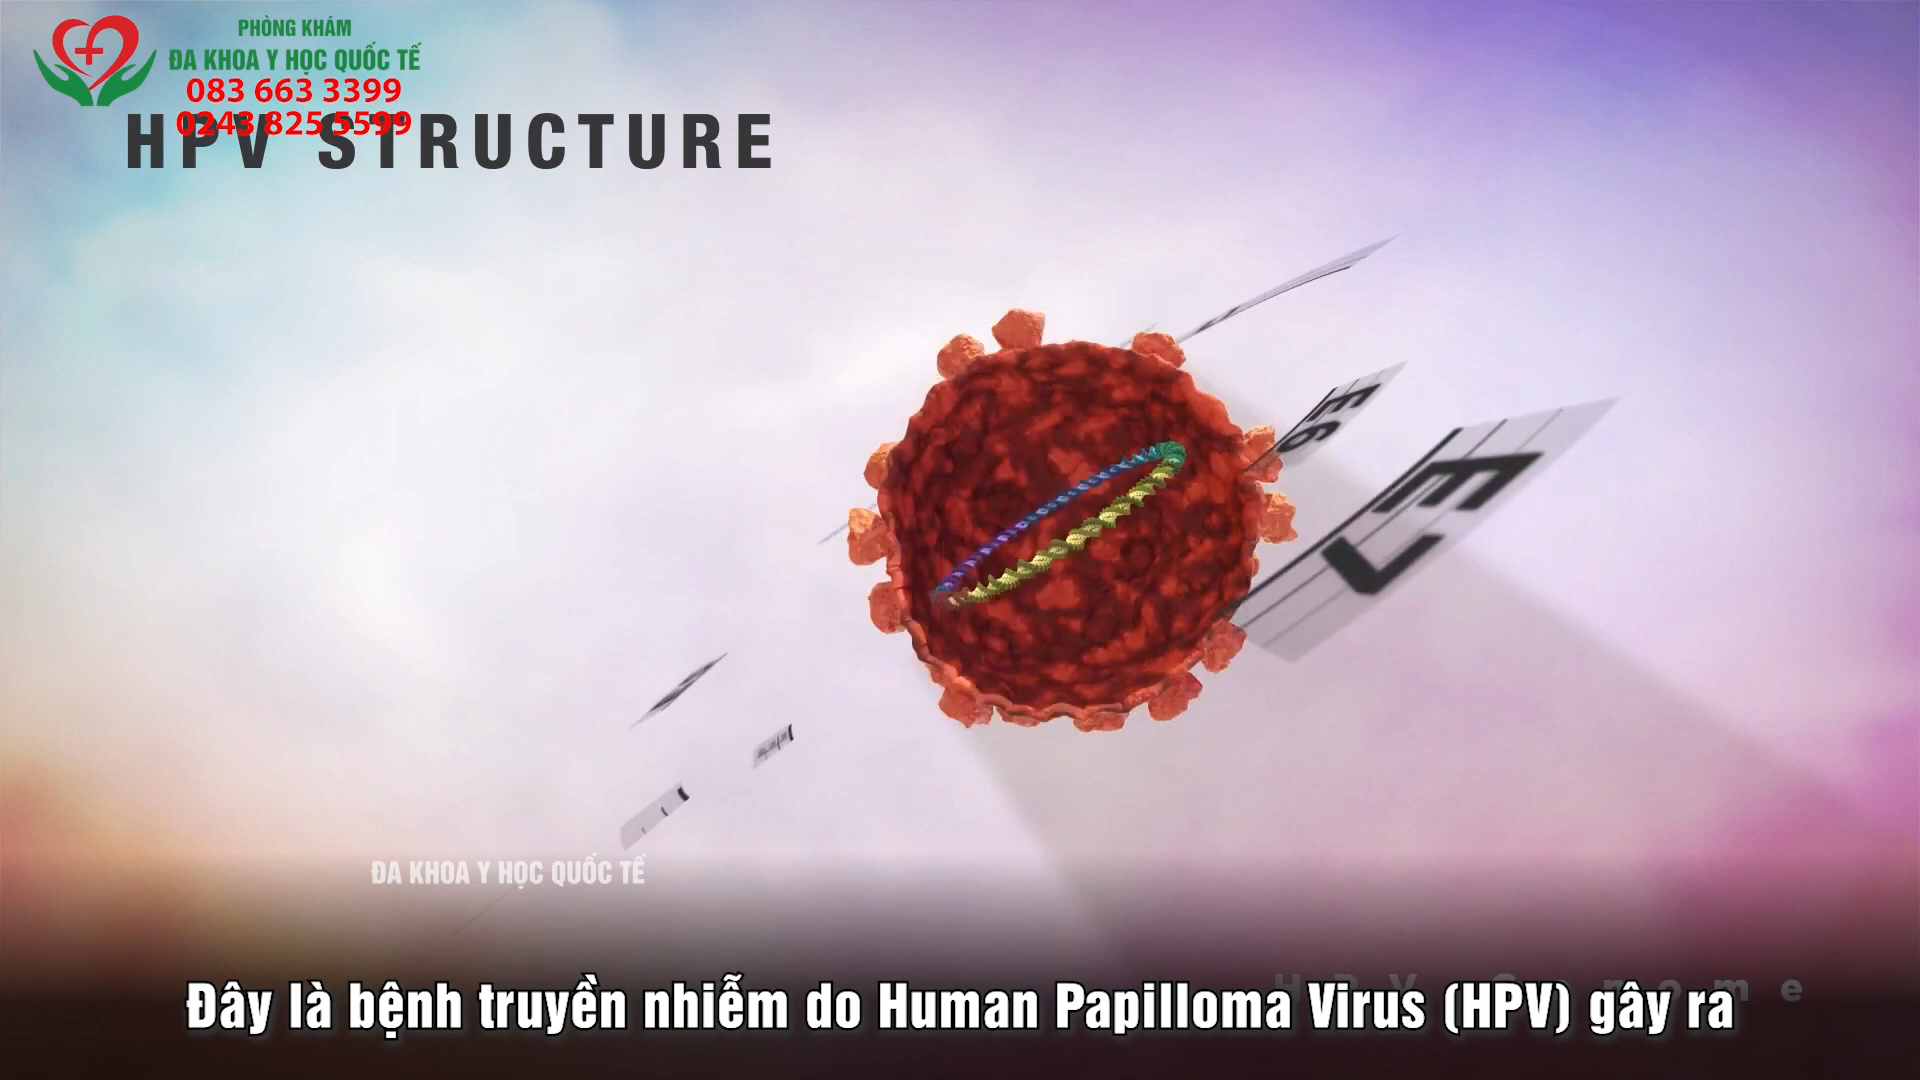 PHÒNG KHÁM
ĐA KHOA Y HỌC QUỐC TẾ
083 663 3399
0243 825 5599
HPV STRUCTURE
E6
E7
ĐA KHOA Y HỌC QUỐC TẾ
Đây là bệnh truyền nhiễm do Human Papilloma Virus (HPV) gây ra